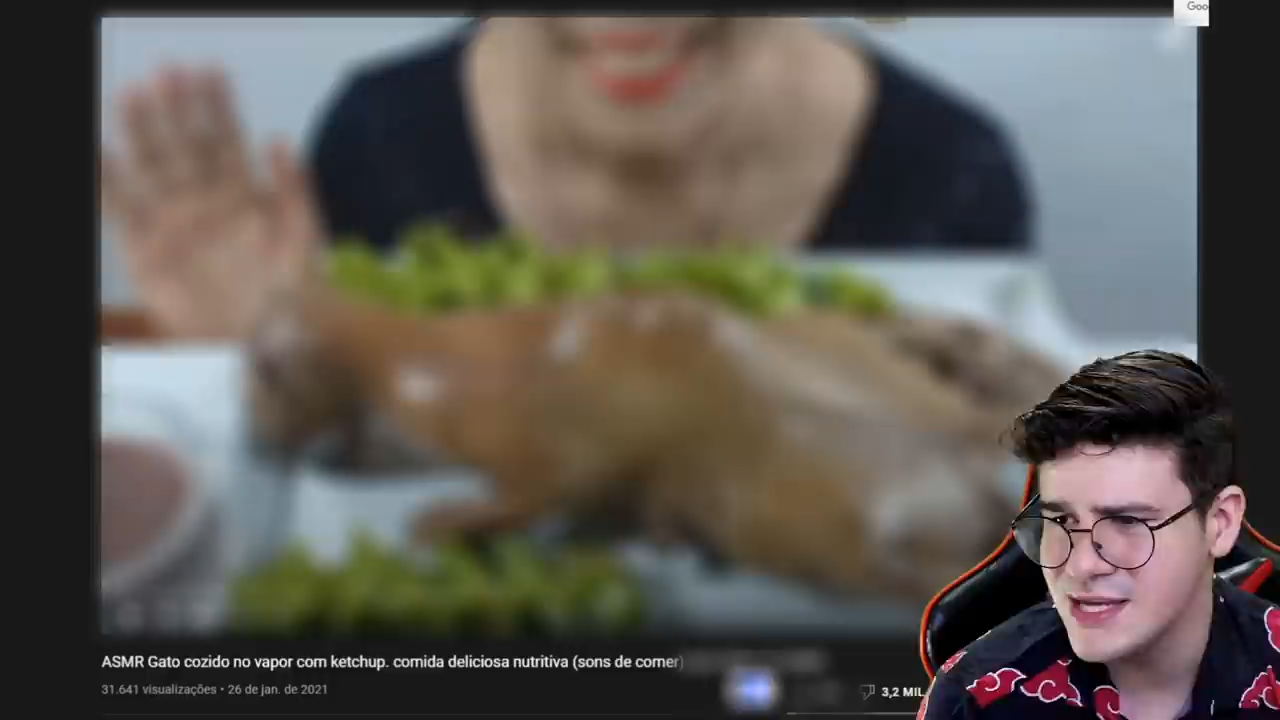 Goo
ASMR Gato cozido no vapor com ketchup. comida deliciosa nutritiva (sons de comer)
31.641 visualizações • 26 de jan. de 2021
3,2 MIL